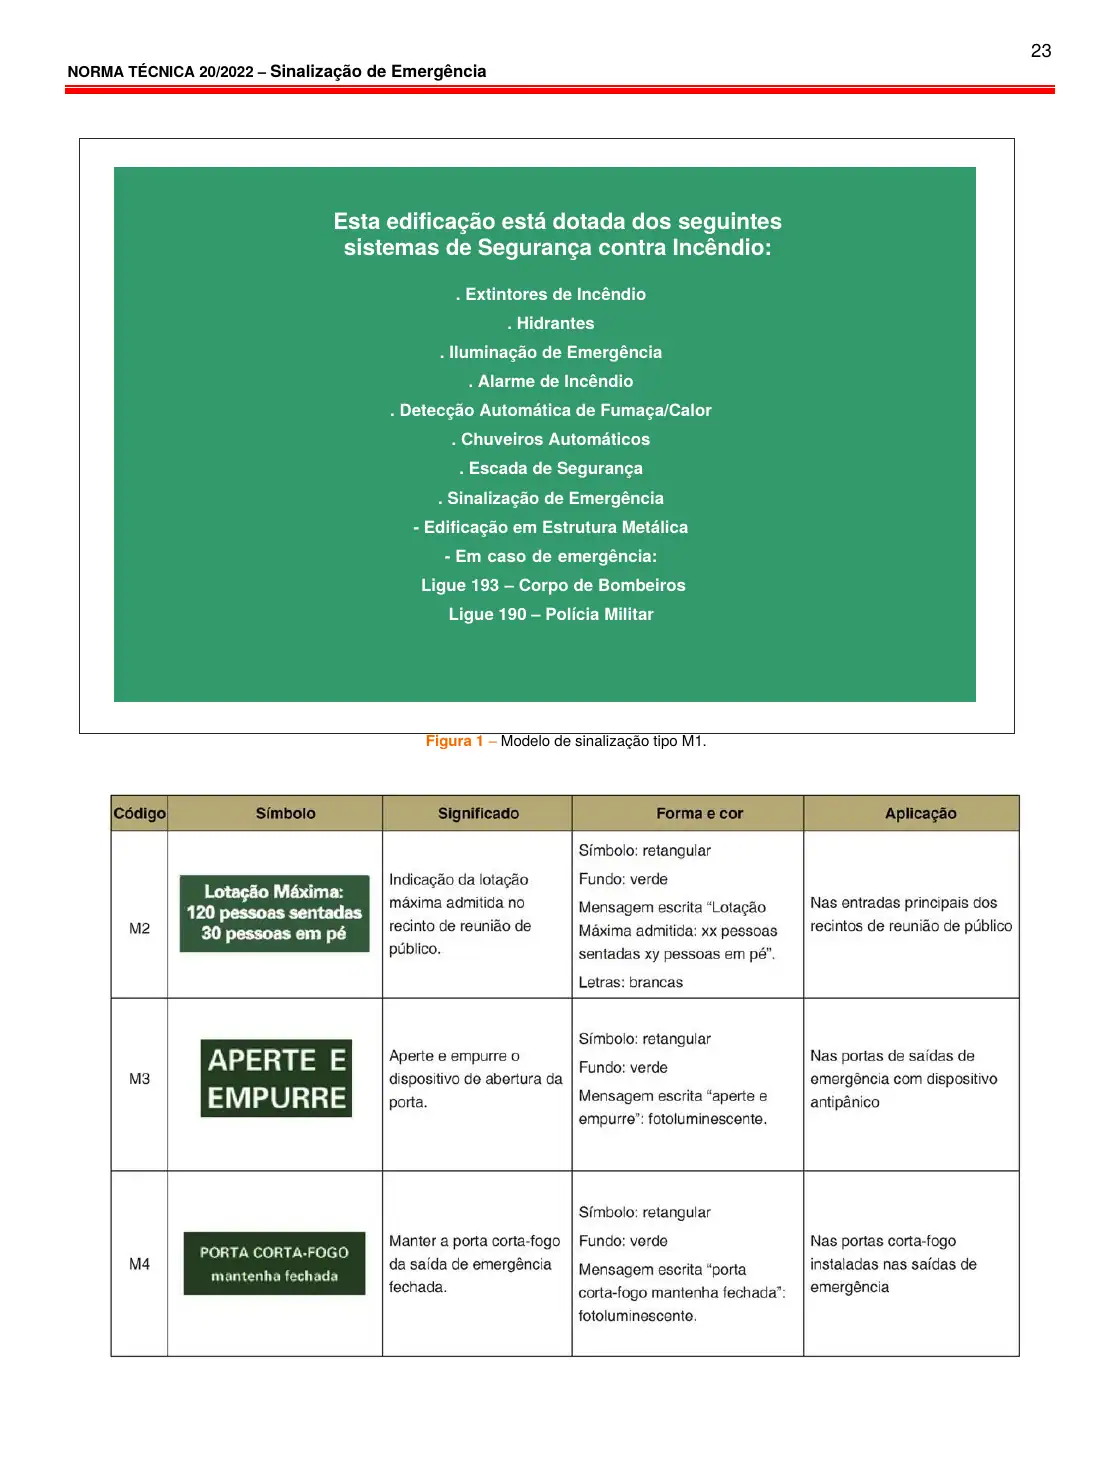 23
NORMA TÉCNICA 20/2022 – Sinalização de Emergência
Esta edificação está dotada dos seguintes
sistemas de Segurança contra Incêndio:
. Extintores de Incêndio
. Hidrantes
. Iluminação de Emergência
. Alarme de Incêndio
. Detecção Automática de Fumaça/Calor
. Chuveiros Automáticos
. Escada de Segurança
. Sinalização de Emergência
- Edificação em Estrutura Metálica
- Em caso de emergência:
Ligue 193 – Corpo de Bombeiros
Ligue 190 – Polícia Militar
Figura 1 – Modelo de sinalização tipo M1.
Código Símbolo Significado Forma e cor Aplicação
M2
Lotação Máxima:
120 pessoas sentadas
30 pessoas em pé
Indicação da lotação
máxima admitida no
recinto de reunião de
público.
Símbolo: retangular
Fundo: verde
Mensagem escrita “Lotação
Máxima admitida: xx pessoas
sentadas xy pessoas em pé”.
Letras: brancas
Nas entradas principais dos
recintos de reunião de público
M3
APERTE E
EMPURRE
Aperte e empurre o
dispositivo de abertura da
porta.
Símbolo: retangular
Fundo: verde
Mensagem escrita “aperte e
empurre”: fotoluminescente.
Nas portas de saídas de
emergência com dispositivo
antipânico
M4
PORTA CORTA-FOGO
mantenha fechada
Manter a porta corta-fogo
da saída de emergência
fechada.
Símbolo: retangular
Fundo: verde
Mensagem escrita “porta
corta-fogo mantenha fechada”:
fotoluminescente.
Nas portas corta-fogo
instaladas nas saídas de
emergência